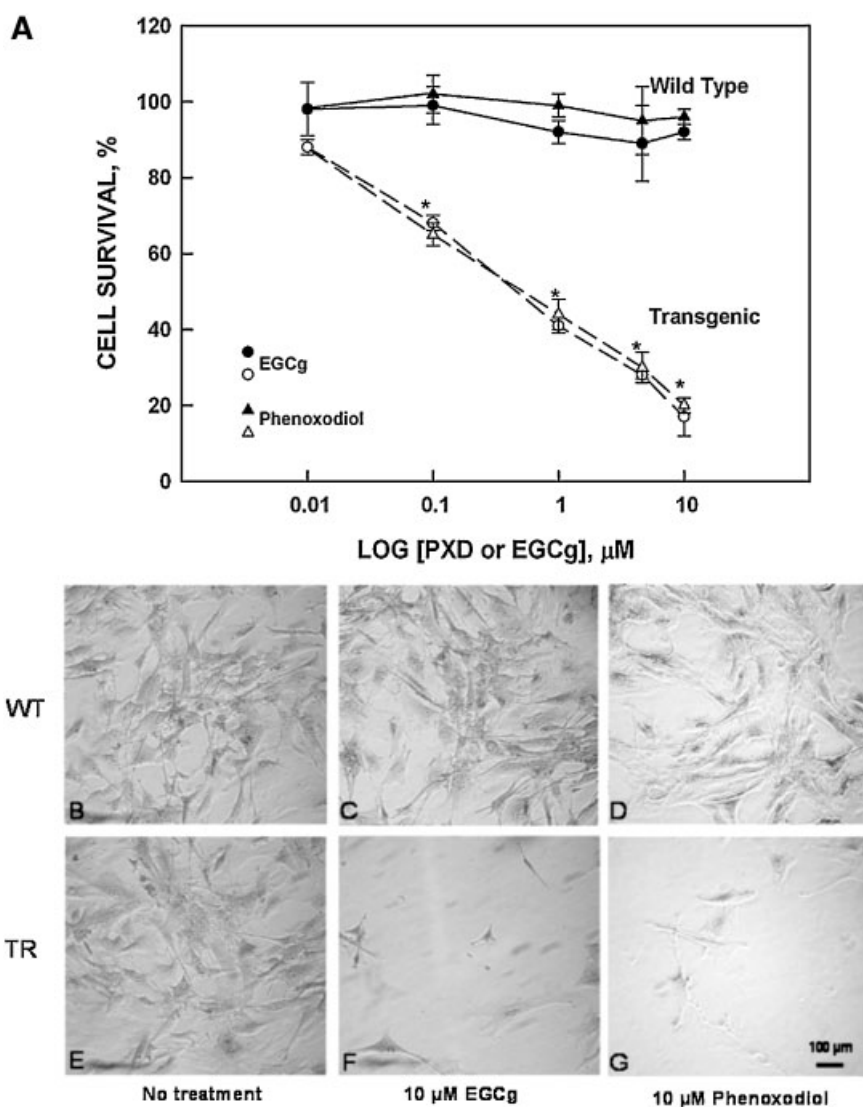 A
120
100
80
60
40
20
0
CELL SURVIVAL, %
Wild Type
Transgenic
EGCg
Phenoxodiol
*
*
*
*
0.01 0.1 1 10
LOG [PXD or EGCg], µM
WT
B C D
TR
E F G
100 µm
No treatment 10 µM EGCg 10 µM Phenoxodiol